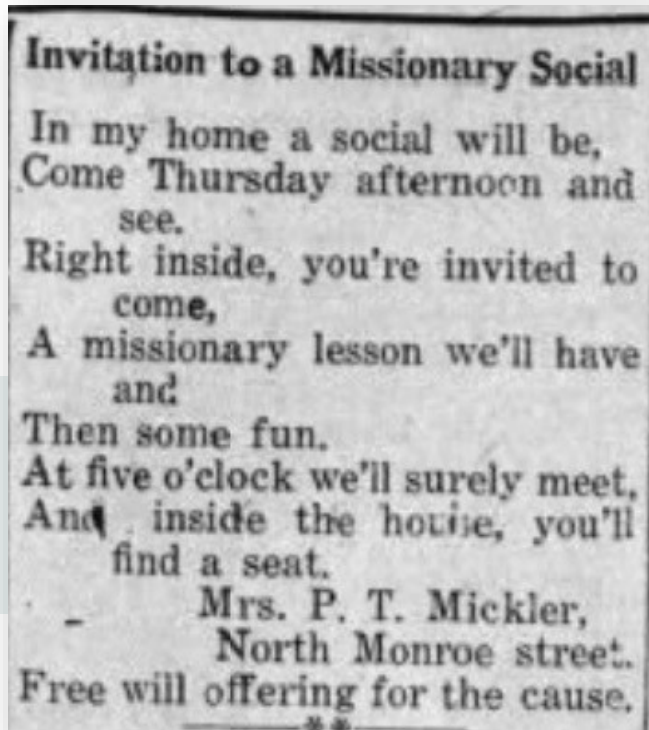 Invitation to a Missionary Social
In my home a social will be,
Come Thursday afternoon and
see.
Right inside, you're invited to
come,
A missionary lesson we'll have
and
Then some fun.
At five o'clock we'll surely meet,
And inside the house, you'll
find a seat.
Mrs. P. T. Mickler,
North Monroe street.
Free will offering for the cause.